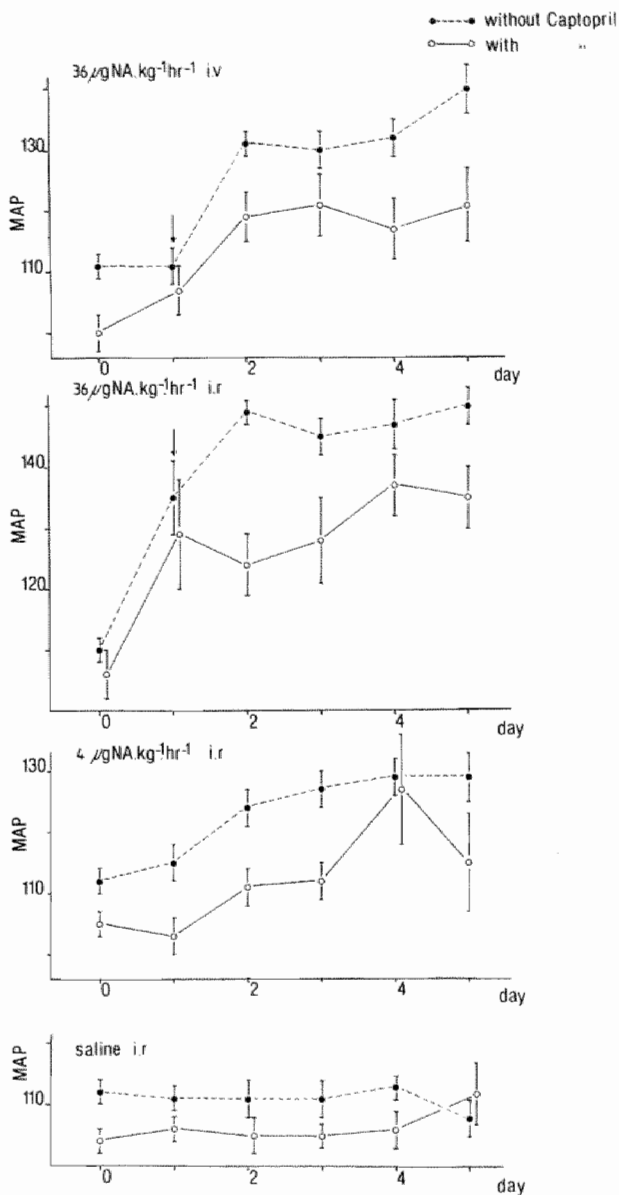 without Captopril
with "
36 μgNA.kg⁻¹hr⁻¹ i.v
MAP
130
110
0 2 4 day
36 μgNA.kg⁻¹hr⁻¹ i.r
MAP
140
120
0 2 4 day
4 μgNA.kg⁻¹hr⁻¹ i.r
MAP
130
110
0 2 4 day
saline i.r
MAP
110
0 2 4 day